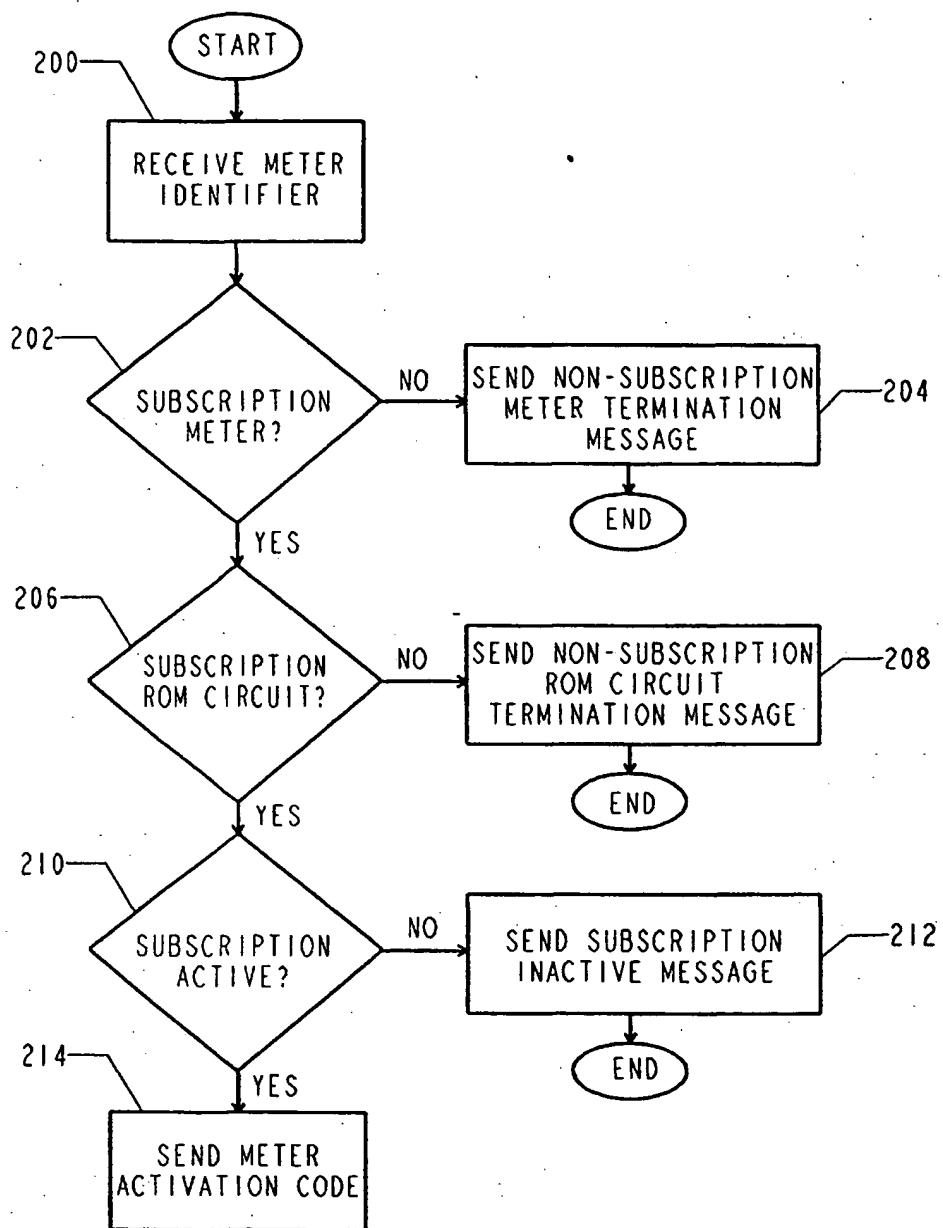 START
200
RECEIVE METER
IDENTIFIER
202
SUBSCRIPTION
METER?
NO
SEND NON-SUBSCRIPTION
METER TERMINATION
MESSAGE
204
END
YES
206
SUBSCRIPTION
ROM CIRCUIT?
NO
SEND NON-SUBSCRIPTION
ROM CIRCUIT
TERMINATION MESSAGE
208
END
YES
210
SUBSCRIPTION
ACTIVE?
NO
SEND SUBSCRIPTION
INACTIVE MESSAGE
212
END
214
YES
SEND METER
ACTIVATION CODE